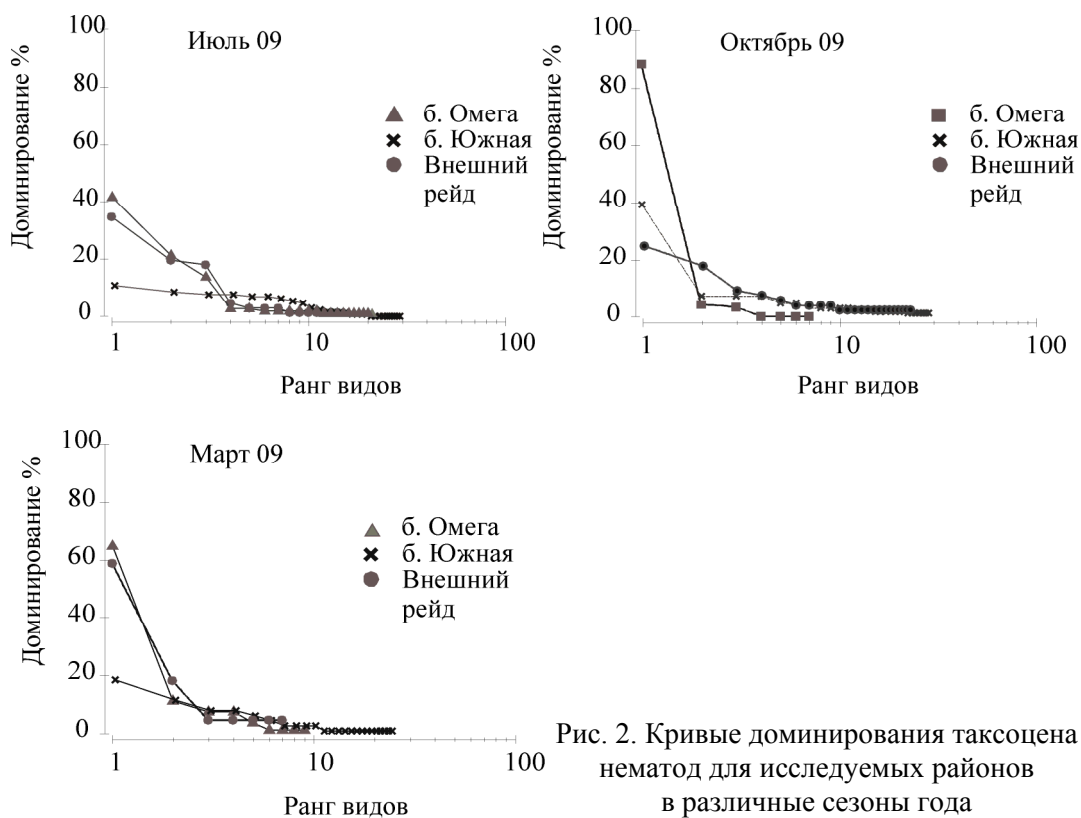 Июль 09
Доминирование %
100
80
60
40
20
0
1
10
100
Ранг видов
б. Омега
б. Южная
Внешний
рейд
Октябрь 09
Доминирование %
100
80
60
40
20
0
1
10
100
Ранг видов
б. Омега
б. Южная
Внешний
рейд
Март 09
Доминирование %
100
80
60
40
20
0
1
10
100
Ранг видов
б. Омега
б. Южная
Внешний
рейд
Рис. 2. Кривые доминирования таксоцена
нематод для исследуемых районов
в различные сезоны года